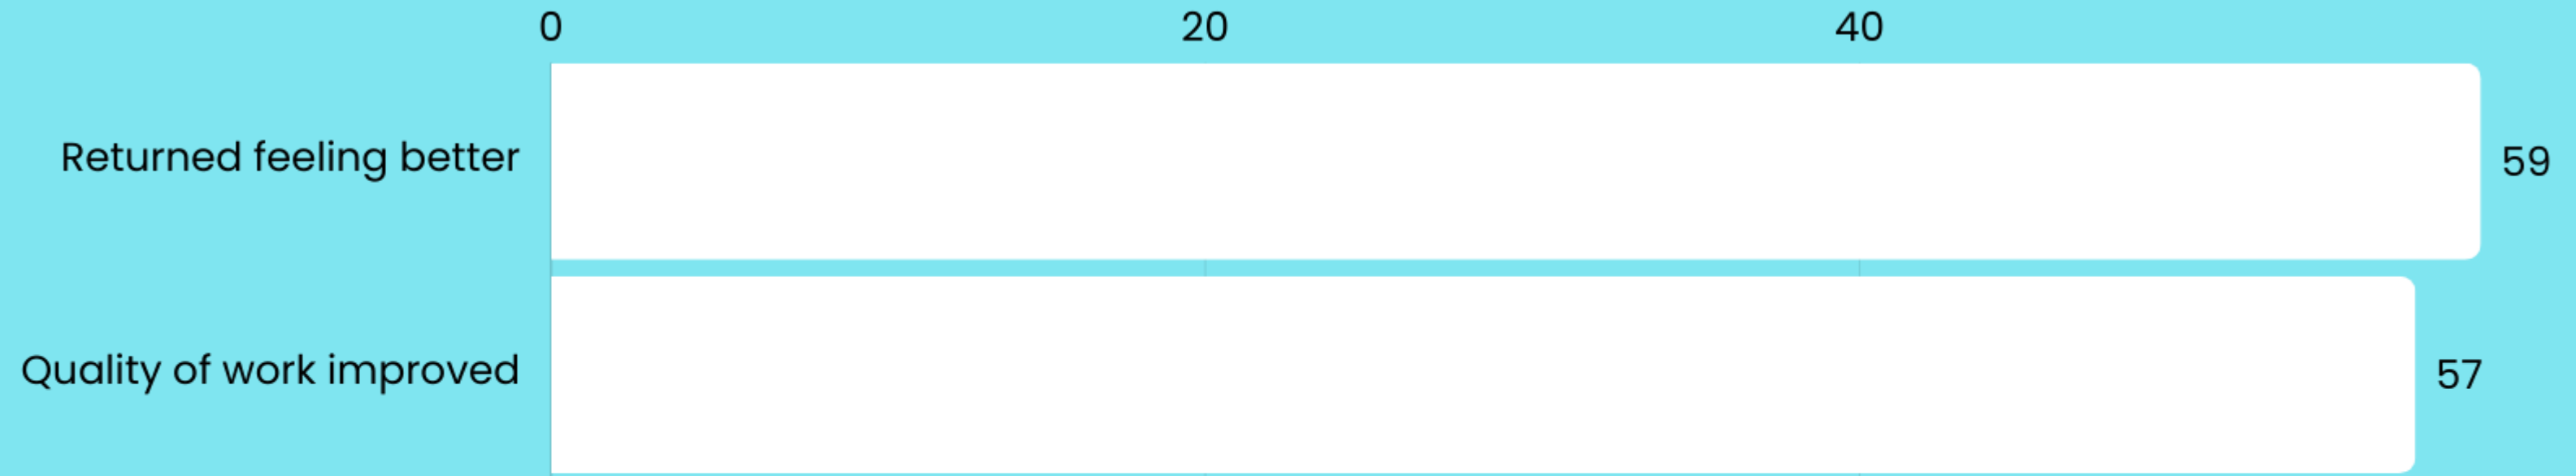 0 20 40
Returned feeling better 59
Quality of work improved 57